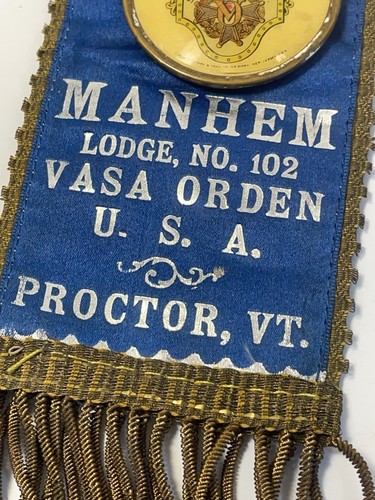 MANHEM
LODGE, NO. 102
VASA ORDEN
U. S. A.
PROCTOR, VT.